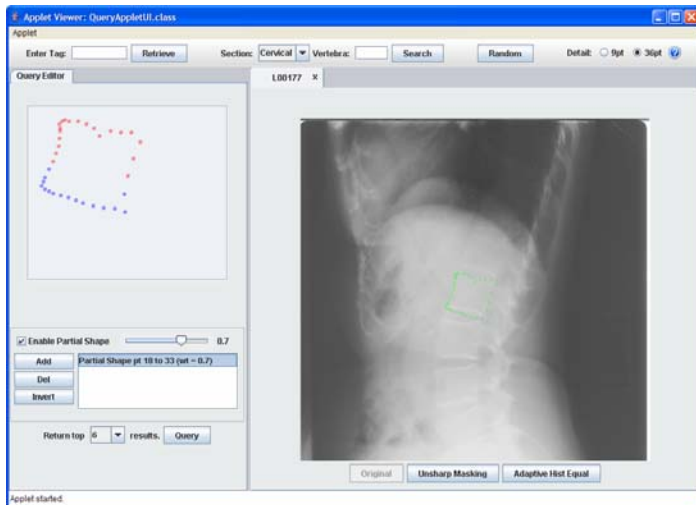 Applet Viewer: QueryAppletUI.class
Applet
Enter Tag: Retrieve Section: Cervical Vertebra: Search Random Detail: 9pt 36pt ?
Query Editor L00177 x
Enable Partial Shape 0.7
Add Partial Shape pt 18 to 33 (wt = 0.7)
Del
Invert
Return top 6 results. Query
Original Unsharp Masking Adaptive Hist Equal
Applet started.